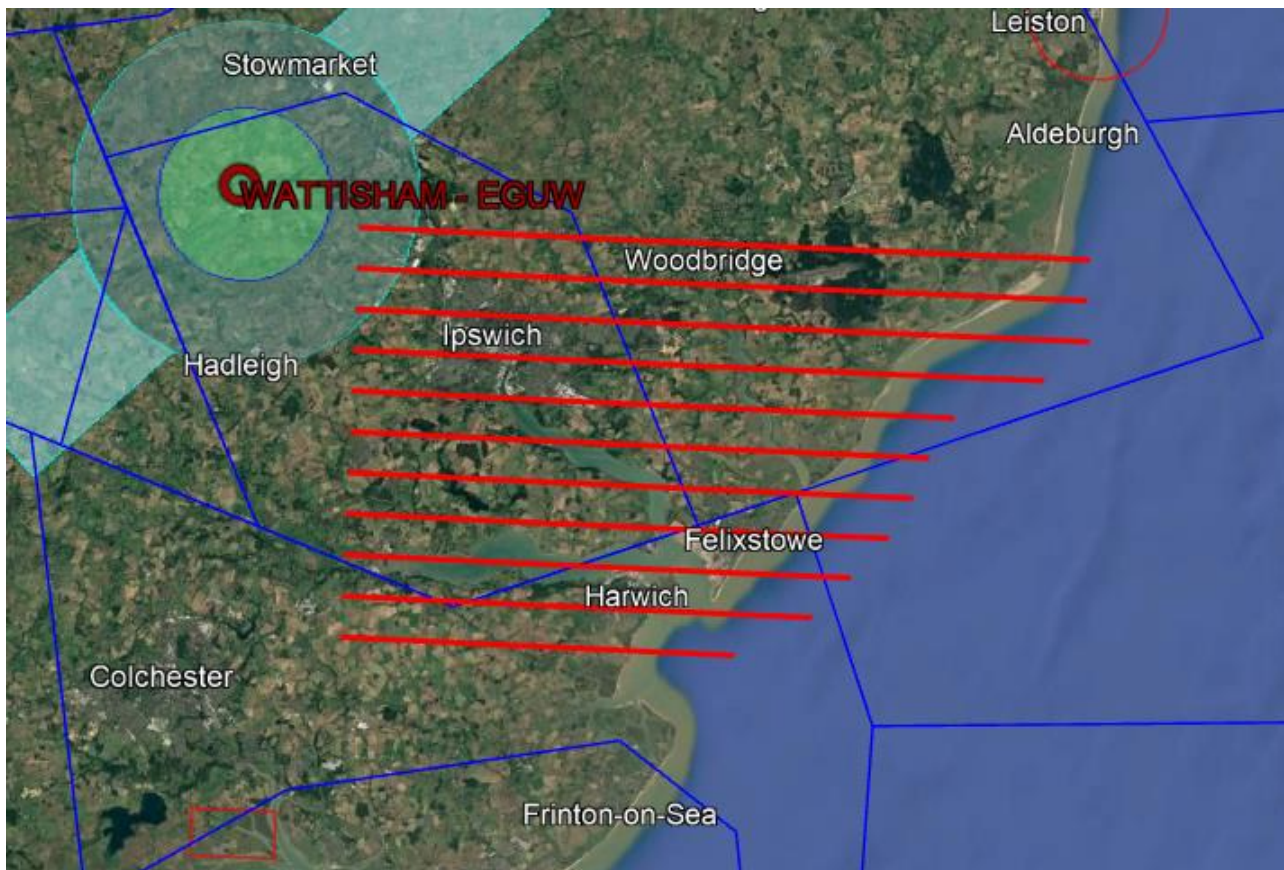 Leiston
Stowmarket
Aldeburgh
WATTISHAM - EGUW
Woodbridge
Ipswich
Hadleigh
Felixstowe
Harwich
Colchester
Frinton-on-Sea